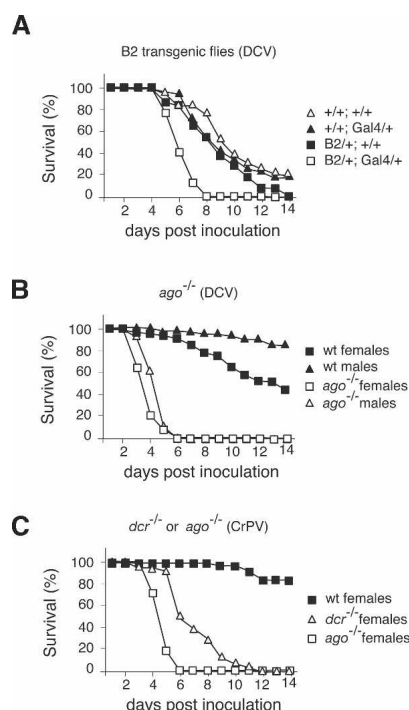 A
B2 transgenic flies (DCV)
Survival (%)
100
80
60
40
20
0
2 4 6 8 10 12 14
days post inoculation
+/+; +/+
+/+; Gal4/+
B2/+; +/+
B2/+; Gal4/+
B
ago-/- (DCV)
Survival (%)
100
80
60
40
20
0
2 4 6 8 10 12 14
days post inoculation
wt females
wt males
ago-/- females
ago-/- males
C
dcr-/- or ago-/- (CrPV)
Survival (%)
100
80
60
40
20
0
2 4 6 8 10 12 14
days post inoculation
wt females
dcr-/- females
ago-/- females